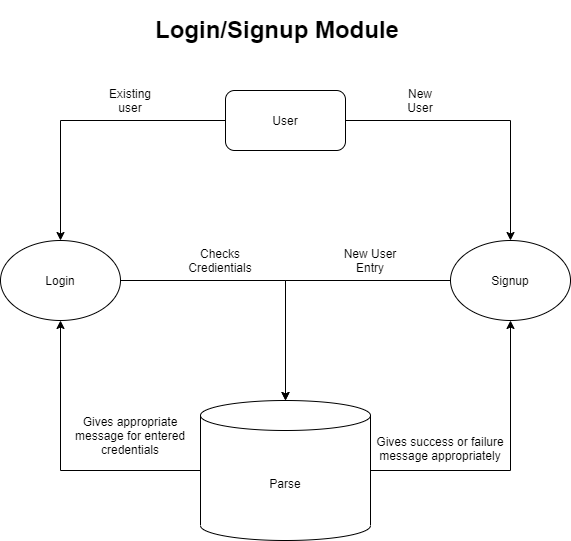 Login/Signup Module
Existing
user
User
New
User
Login
Checks
Credientials
New User
Entry
Signup
Gives appropriate
message for entered
credentials
Parse
Gives success or failure
message appropriately